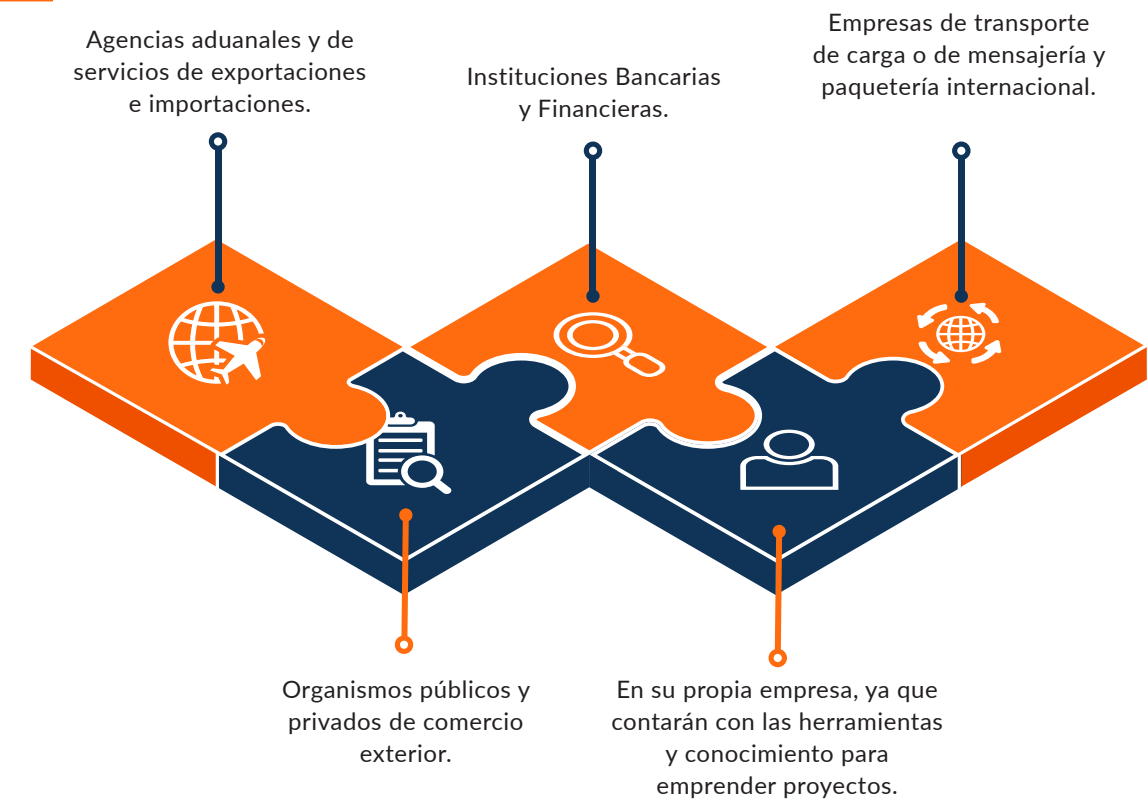 Agencias aduanales y de
servicios de exportaciones
e importaciones.
Instituciones Bancarias
y Financieras.
Empresas de transporte
de carga o de mensajería y
paquetería internacional.
Organismos públicos y
privados de comercio
exterior.
En su propia empresa, ya que
contarán con las herramientas
y conocimiento para
emprender proyectos.